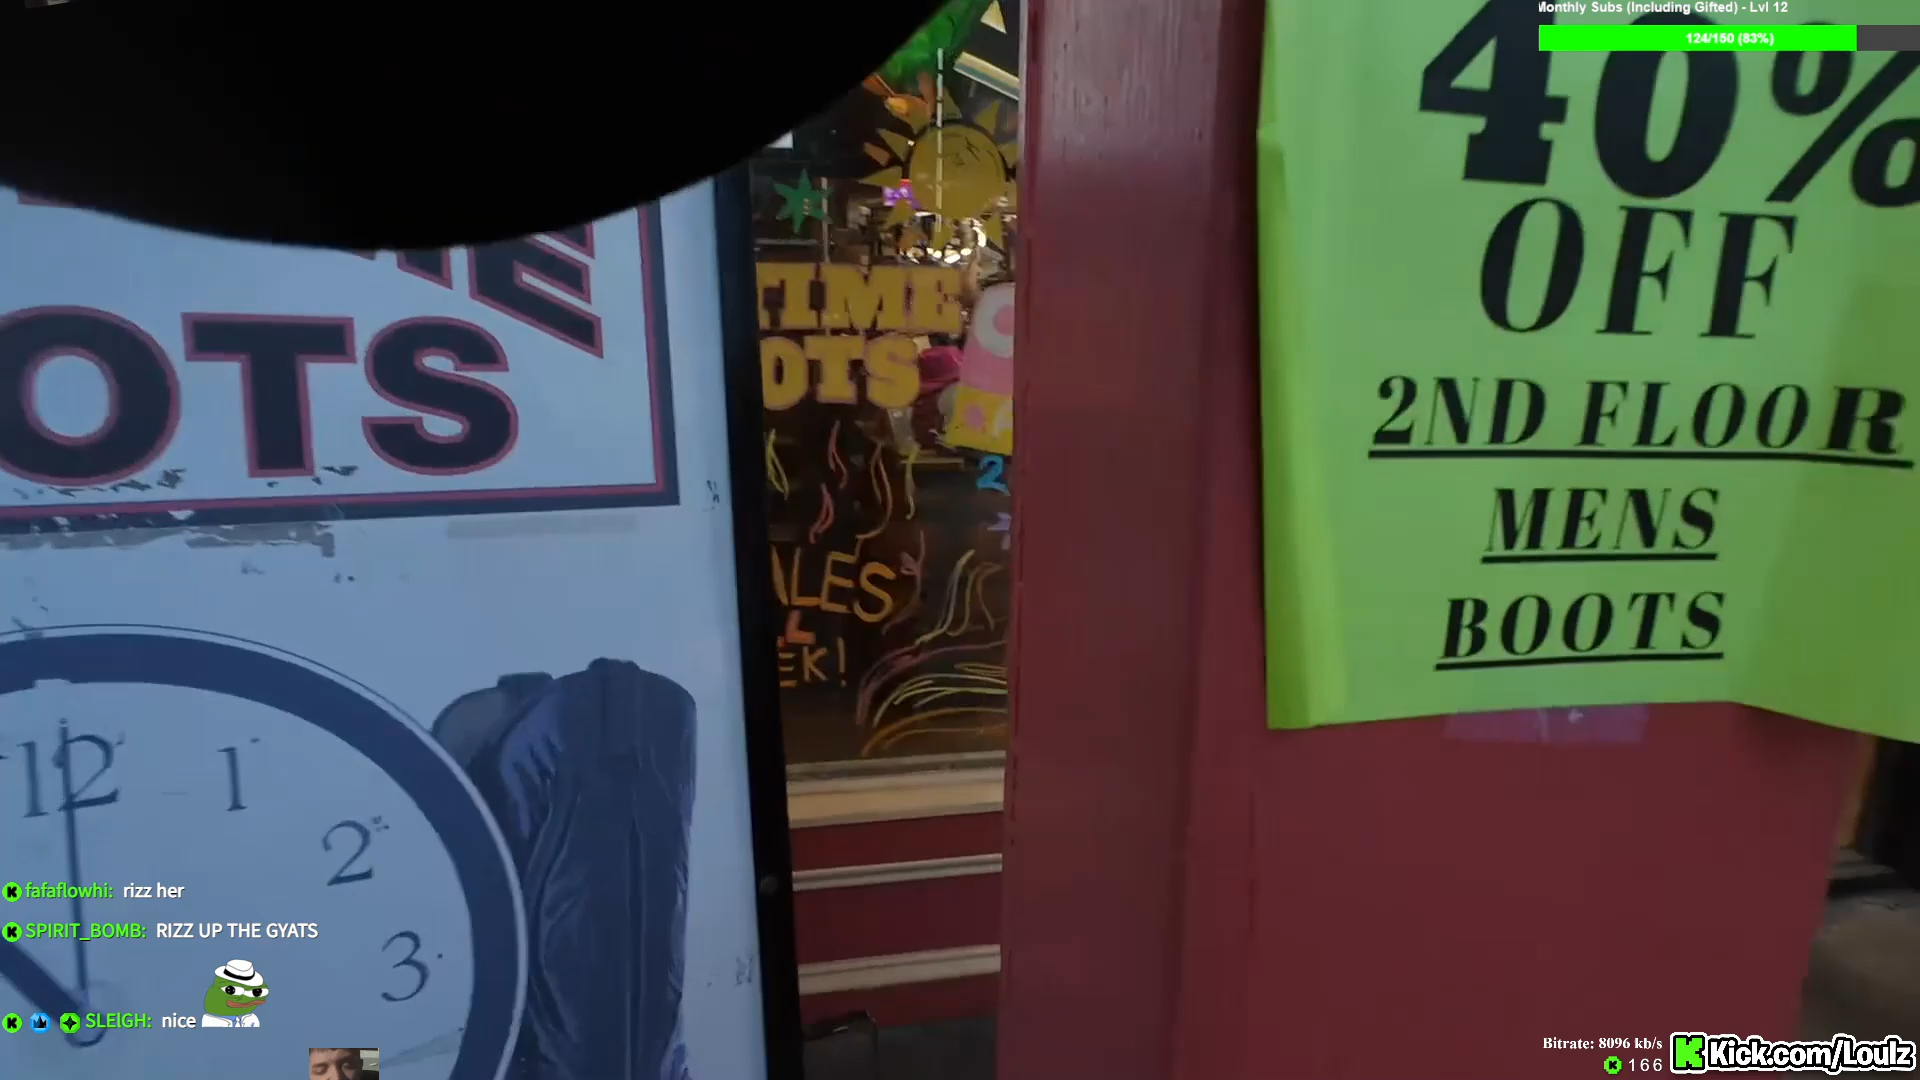 Monthly Subs (Including Gifted) - Lvl 12
124/150 (83%)
40%
OFF
2ND FLOOR
MENS
BOOTS
OTS
TIME
OTS
ALES
EK!
12
1
2
3
fafaflowhi: rizz her
SPIRIT_BOMB: RIZZ UP THE GYATS
SLEIGH: nice
Bitrate: 8096 kb/s
166
Kick.com/Loulz